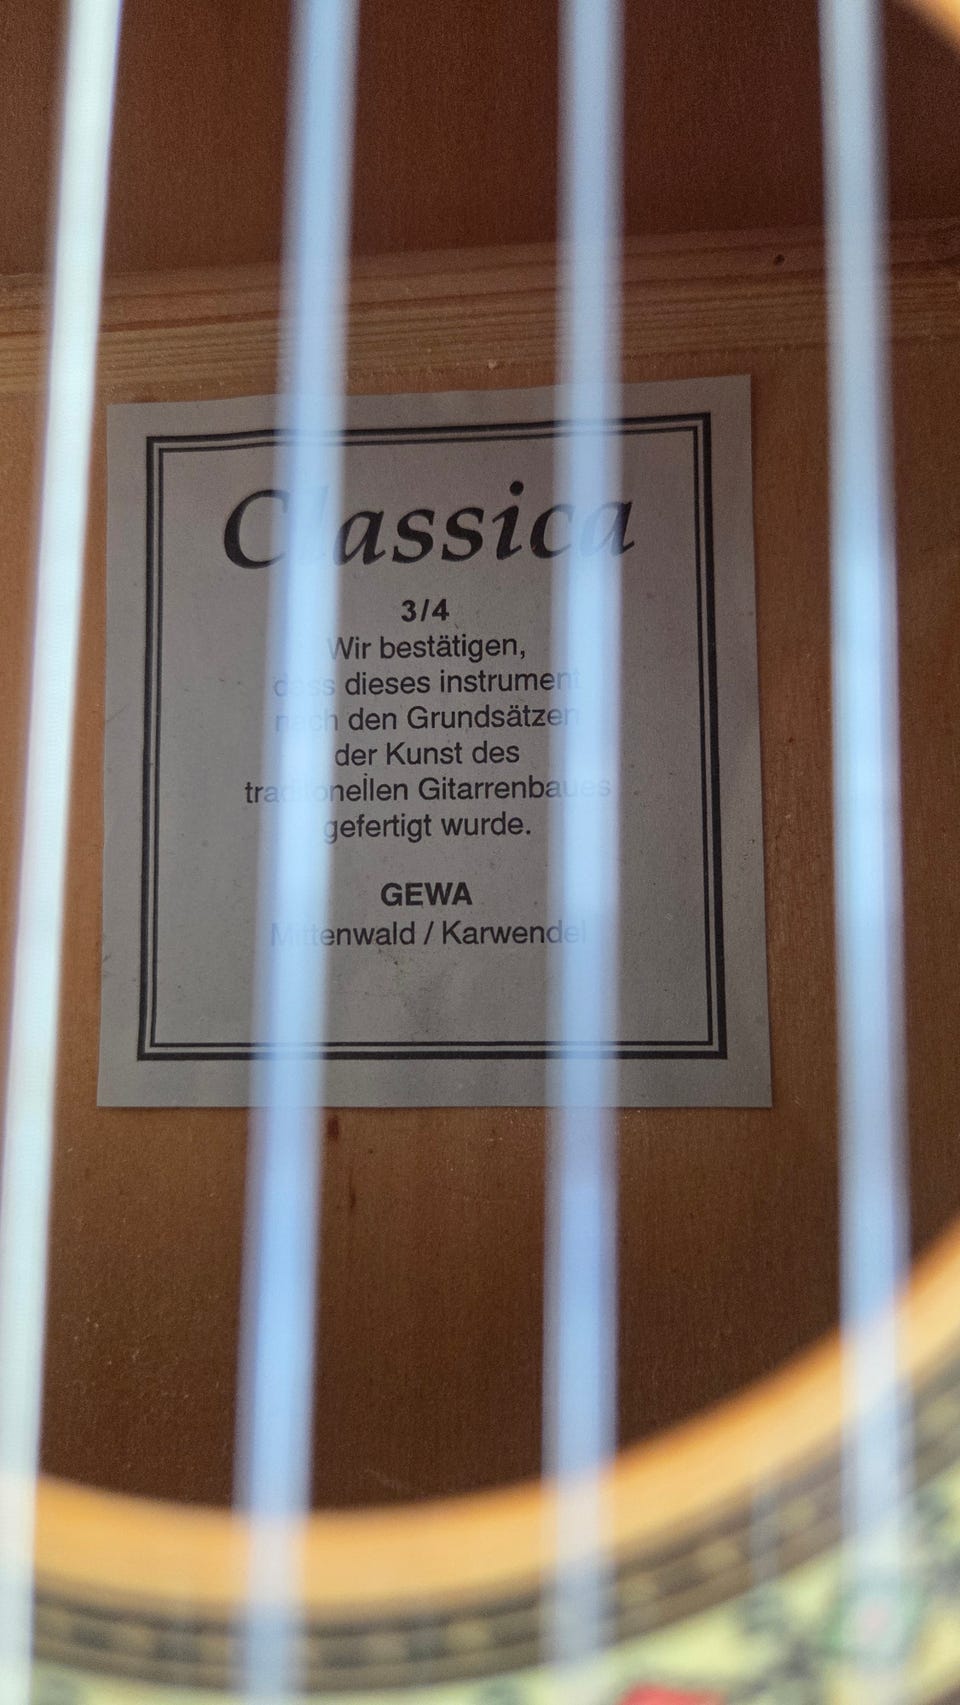 Classica
3/4
Wir bestätigen,
dass dieses instrument
nach den Grundsätzen
der Kunst des
traditionellen Gitarrenbaues
gefertigt wurde.
GEWA
Mittenwald / Karwendel